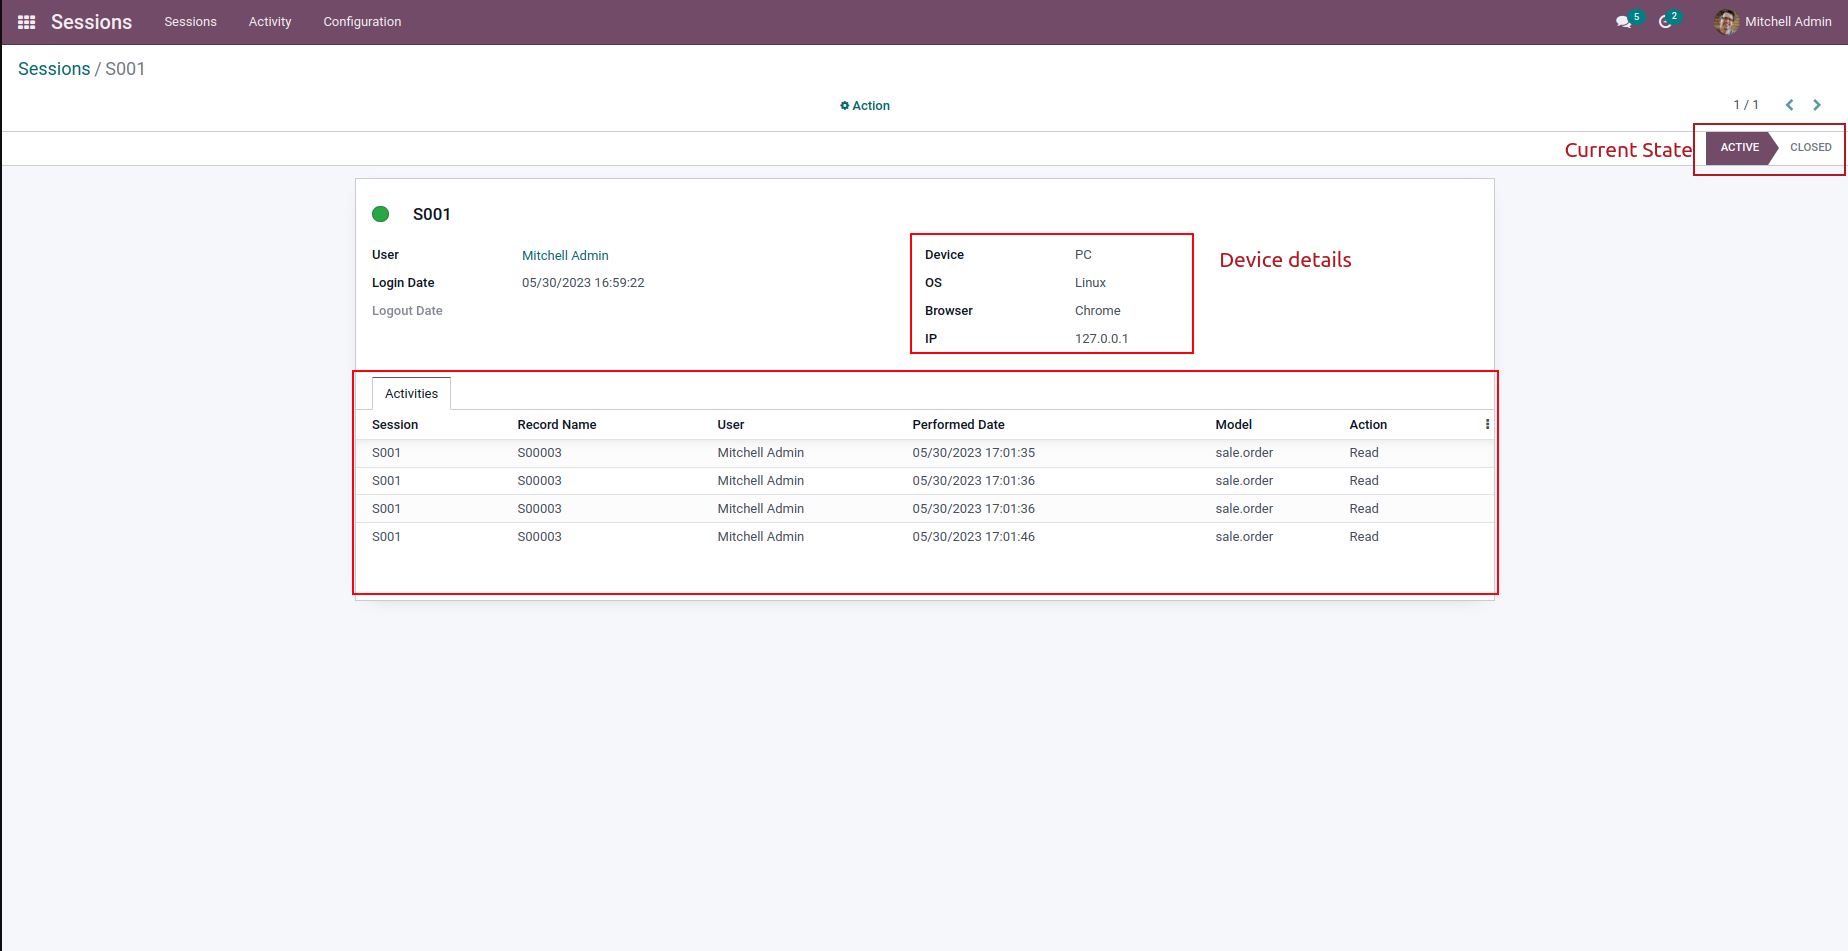 Sessions Sessions Activity Configuration 5 2 Mitchell Admin
Sessions / S001
Action 1 / 1
Current State ACTIVE CLOSED
S001
User Mitchell Admin Device PC Device details
Login Date 05/30/2023 16:59:22 OS Linux
Logout Date Browser Chrome
IP 127.0.0.1
Activities
Session Record Name User Performed Date Model Action
S001 S00003 Mitchell Admin 05/30/2023 17:01:35 sale.order Read
S001 S00003 Mitchell Admin 05/30/2023 17:01:36 sale.order Read
S001 S00003 Mitchell Admin 05/30/2023 17:01:36 sale.order Read
S001 S00003 Mitchell Admin 05/30/2023 17:01:46 sale.order Read